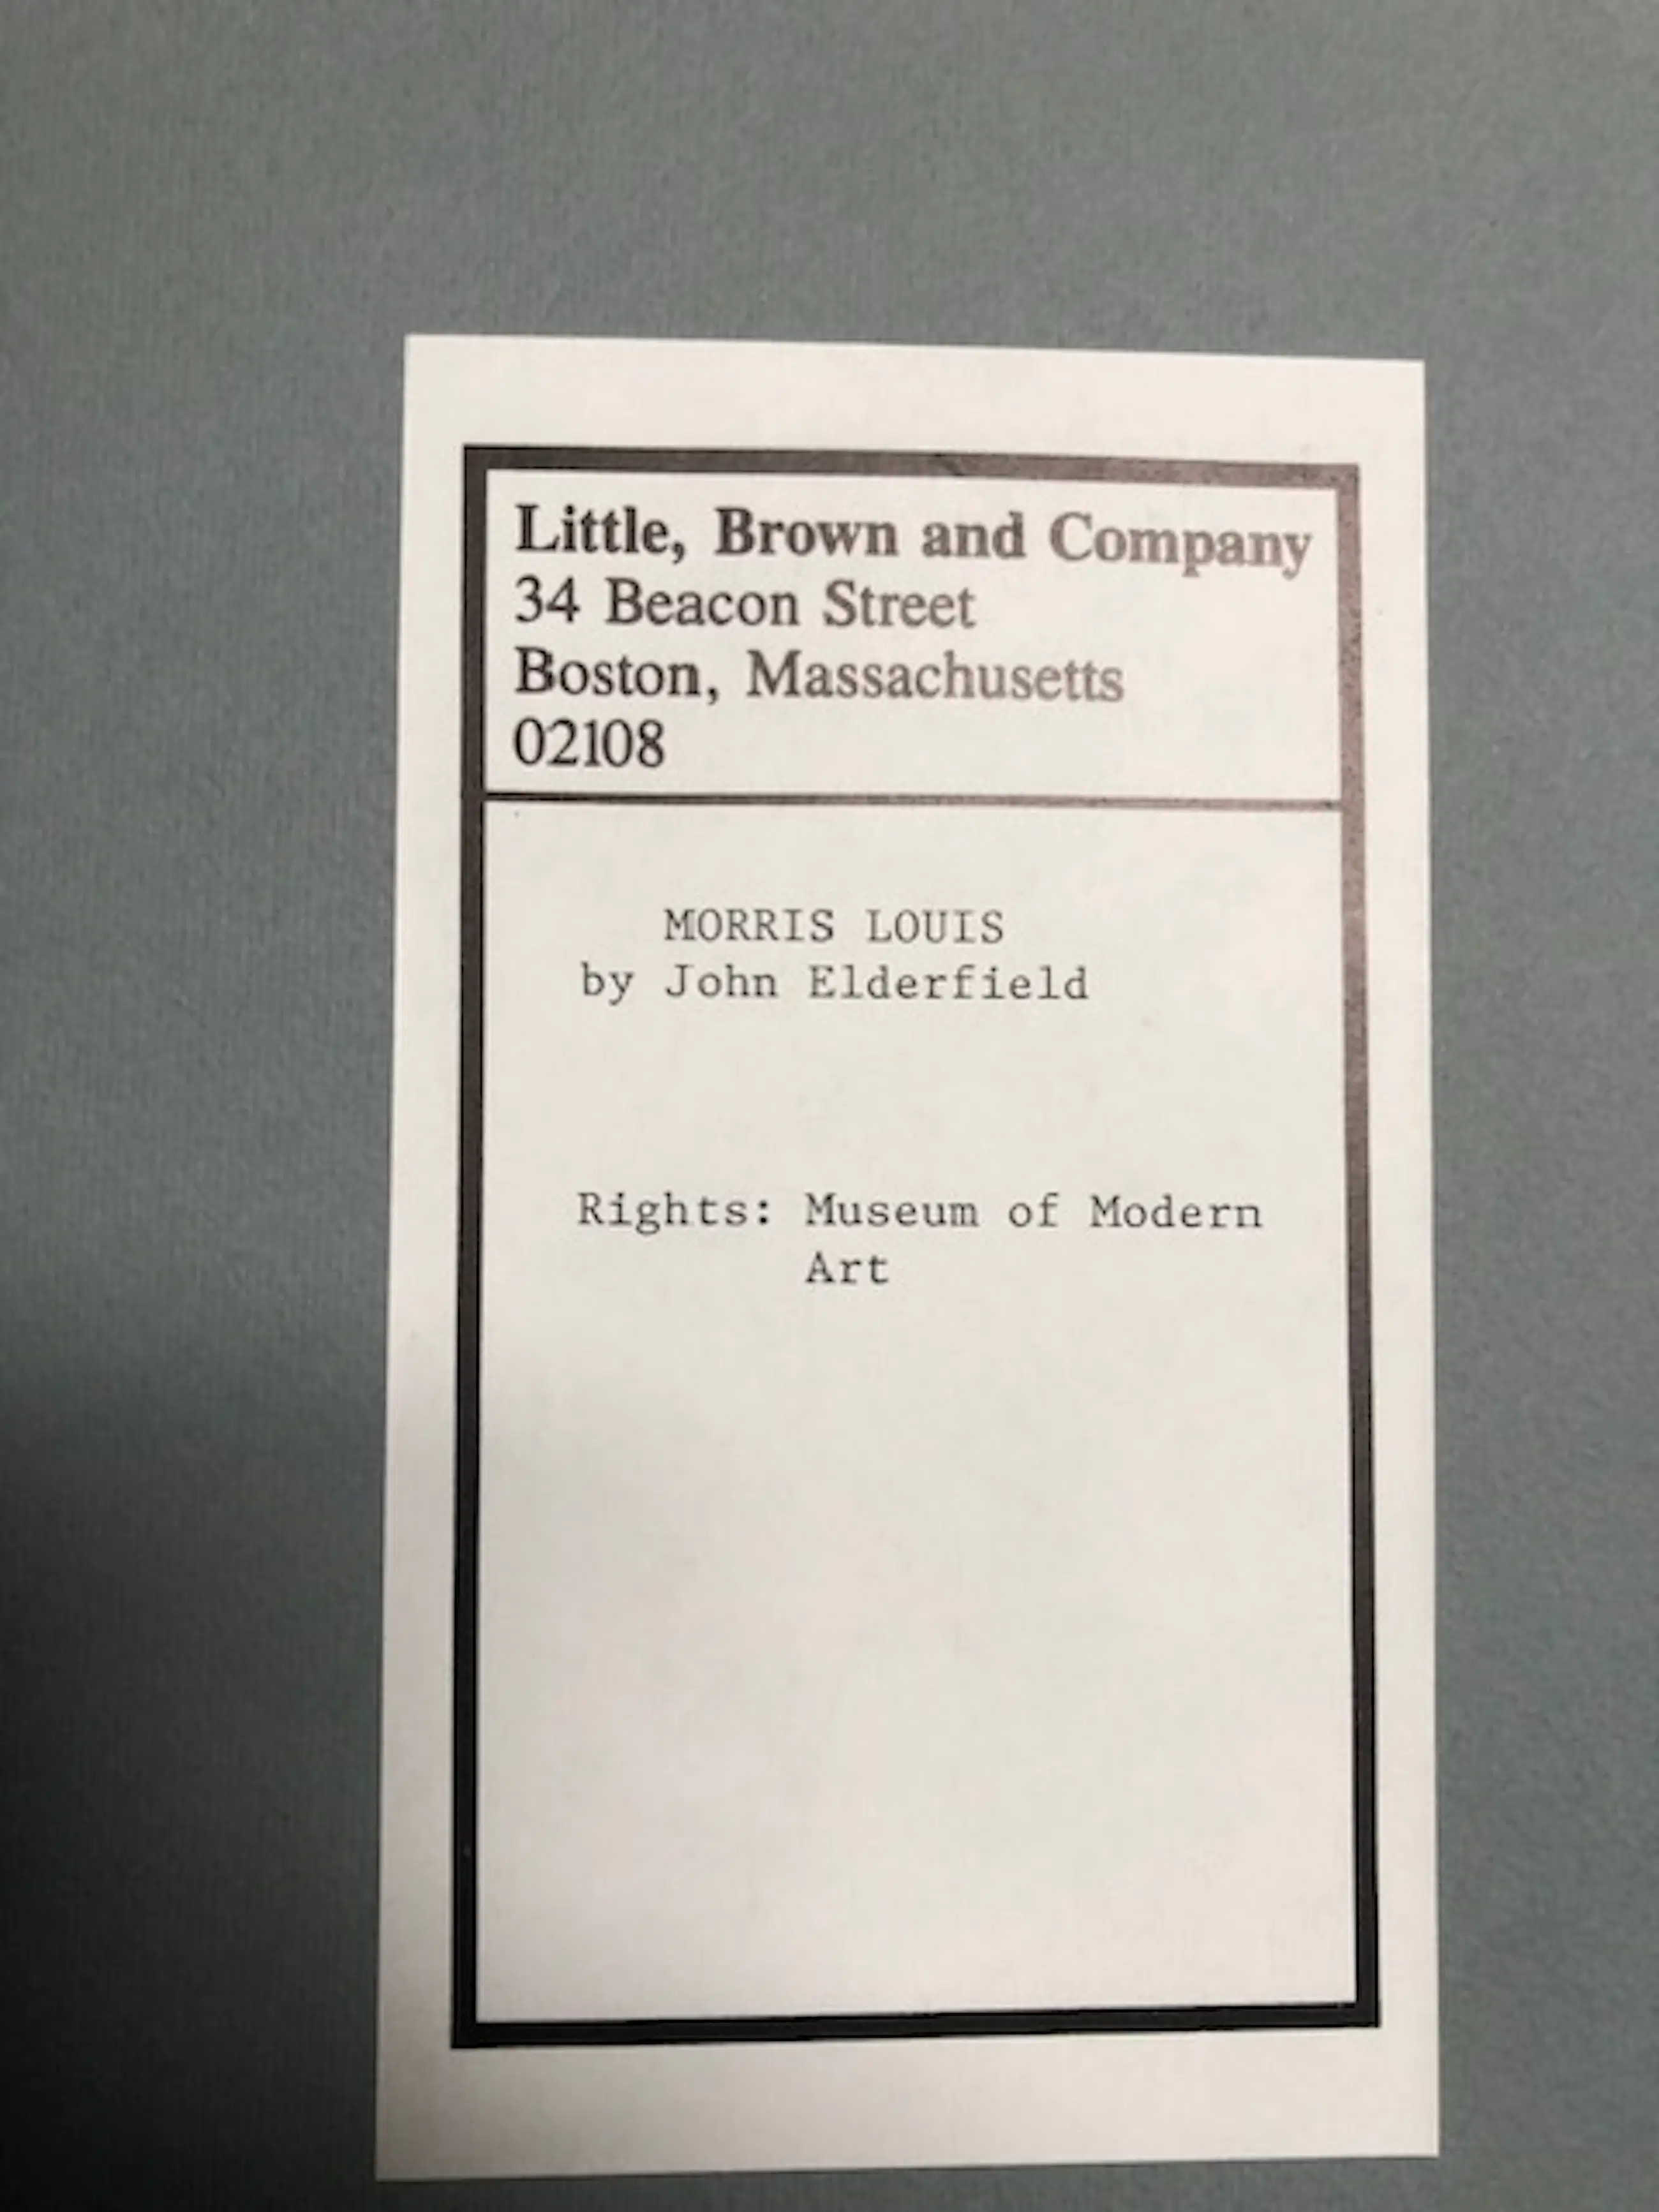 Little, Brown and Company
34 Beacon Street
Boston, Massachusetts
02108
MORRIS LOUIS
by John Elderfield
Rights: Museum of Modern
Art